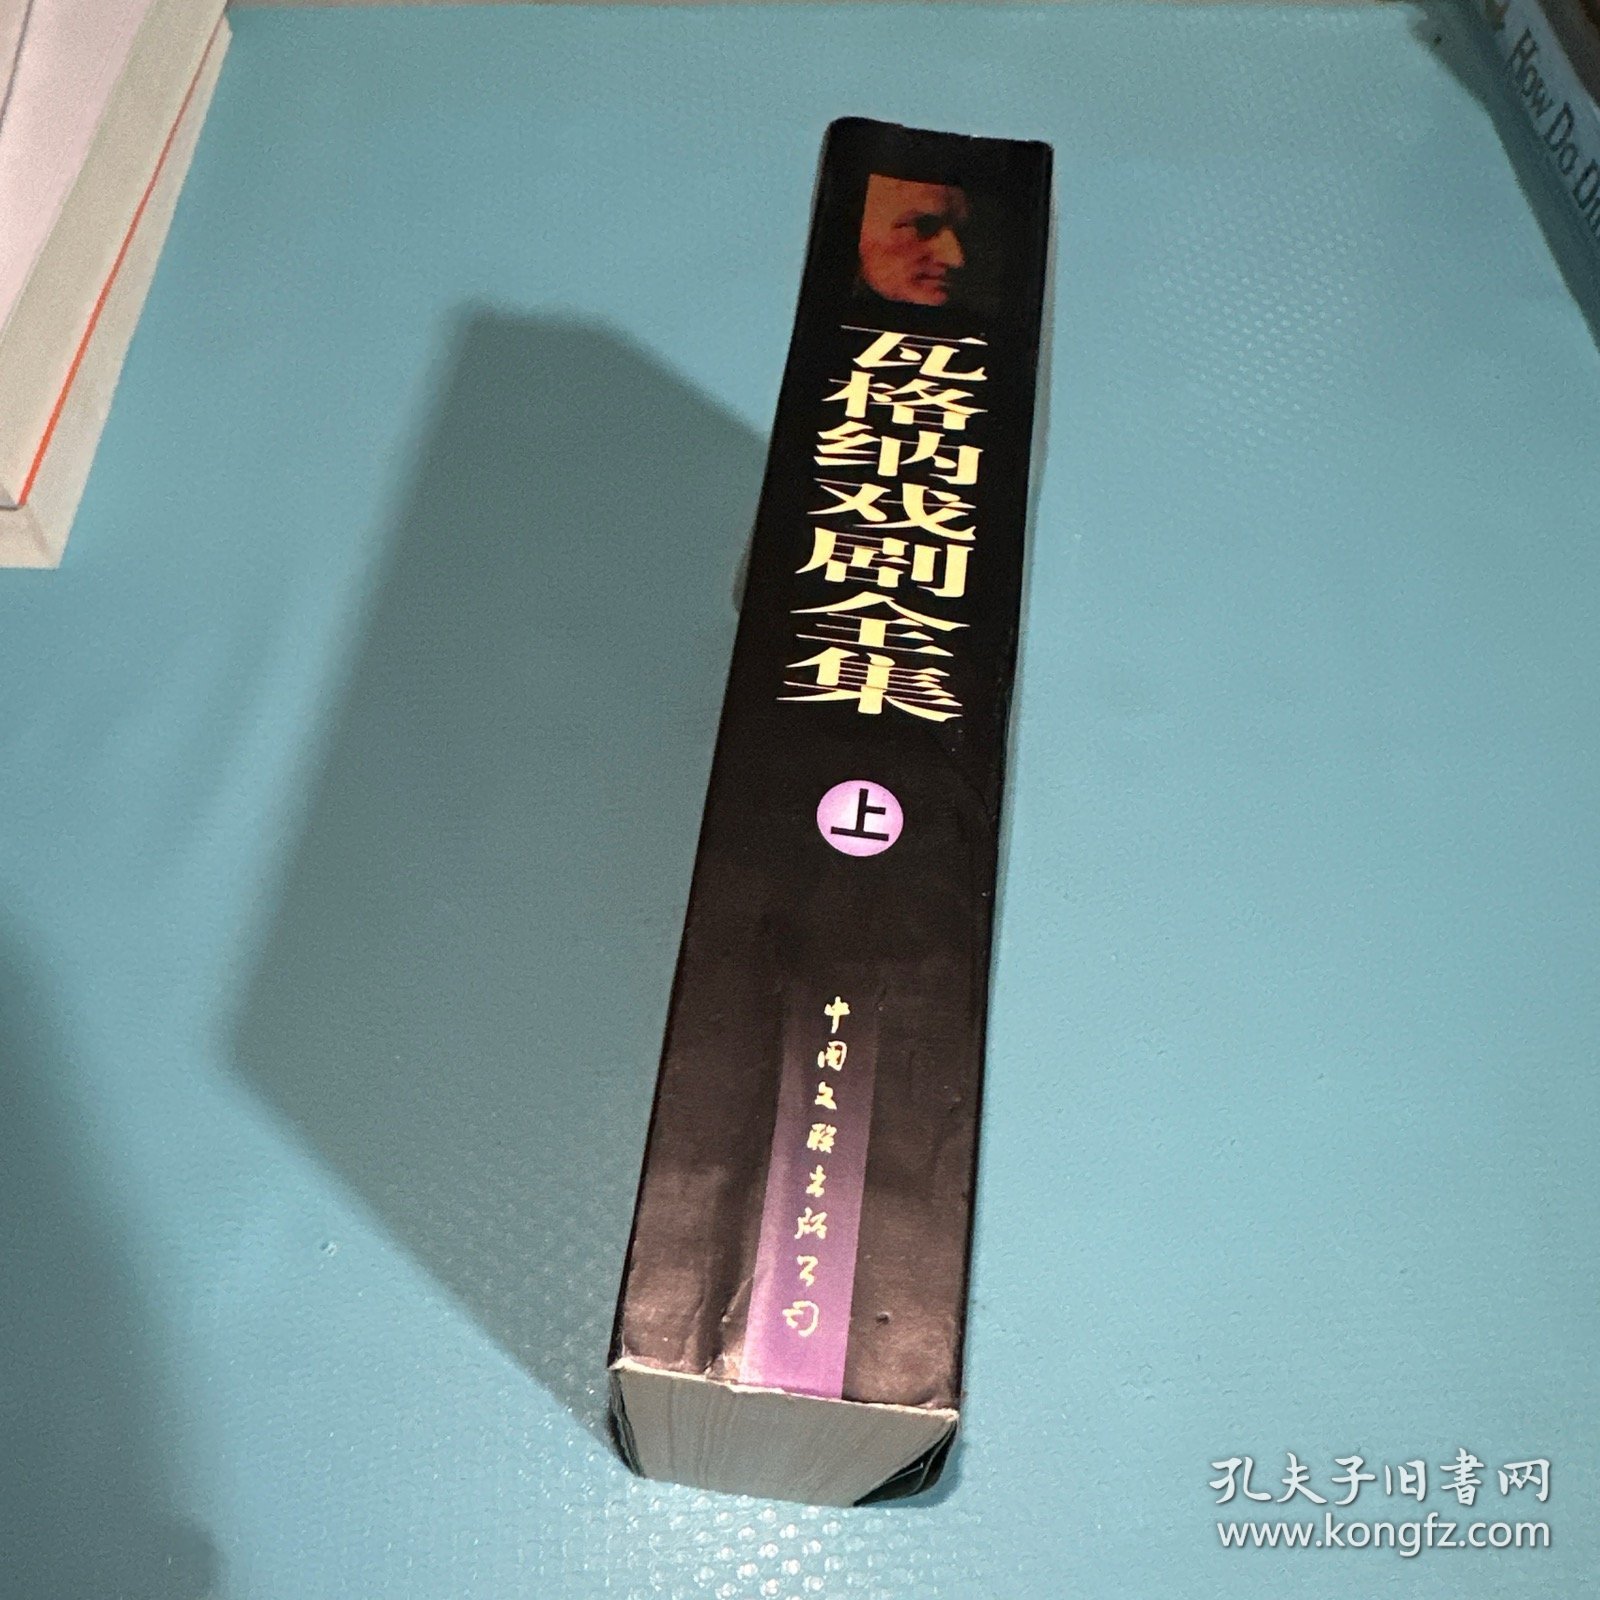 瓦格纳戏剧全集
上
中国文联出版公司
How Do
孔夫子旧書网
www.kongfz.com